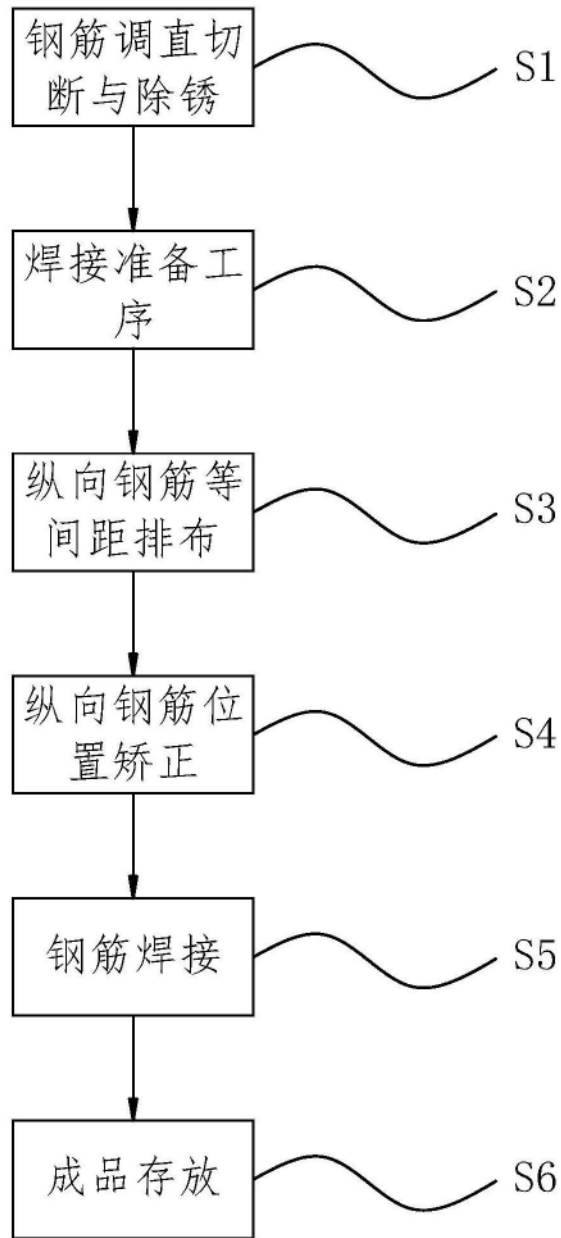 钢筋调直切
断与除锈
S1
焊接准备工
序
S2
纵向钢筋等
间距排布
S3
纵向钢筋位
置矫正
S4
钢筋焊接
S5
成品存放
S6